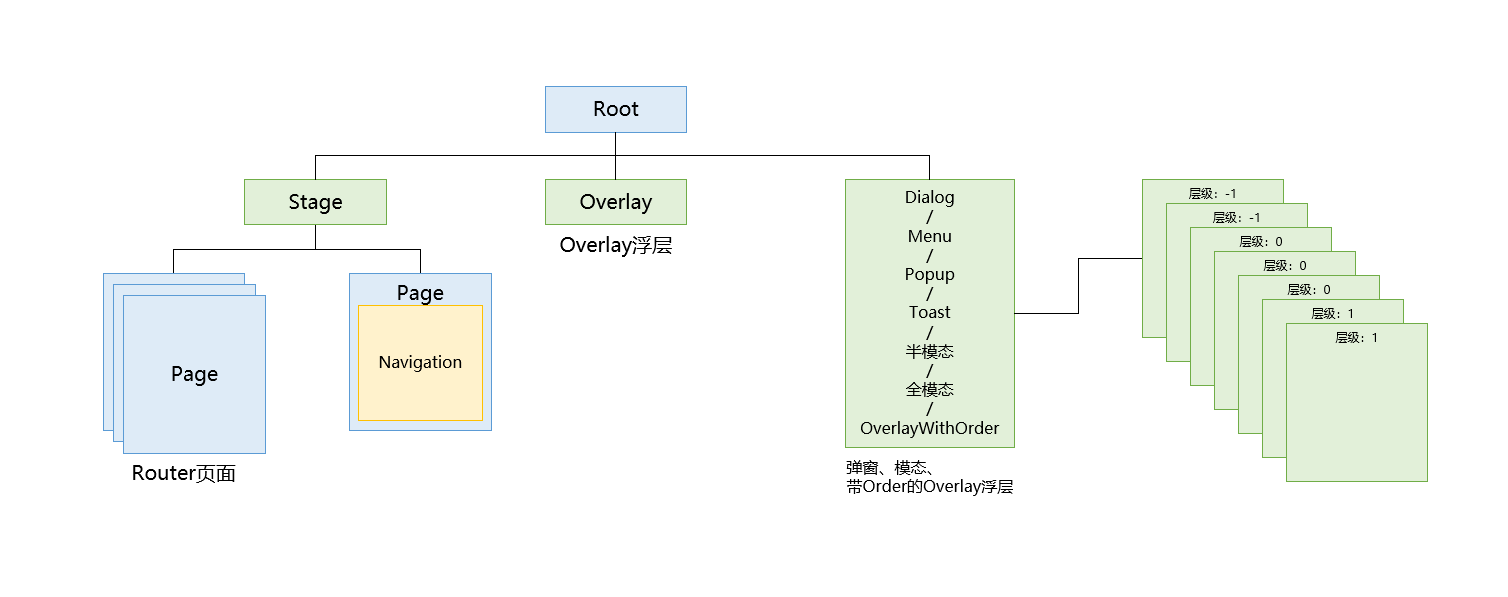 Root
Stage
Overlay
Overlay浮层
Page
Router页面
Page
Navigation
Dialog
/
Menu
/
Popup
/
Toast
/
半模态
/
全模态
/
OverlayWithOrder
弹窗、模态、
带Order的Overlay浮层
层级：-1
层级：-1
层级：0
层级：0
层级：0
层级：1
层级：1